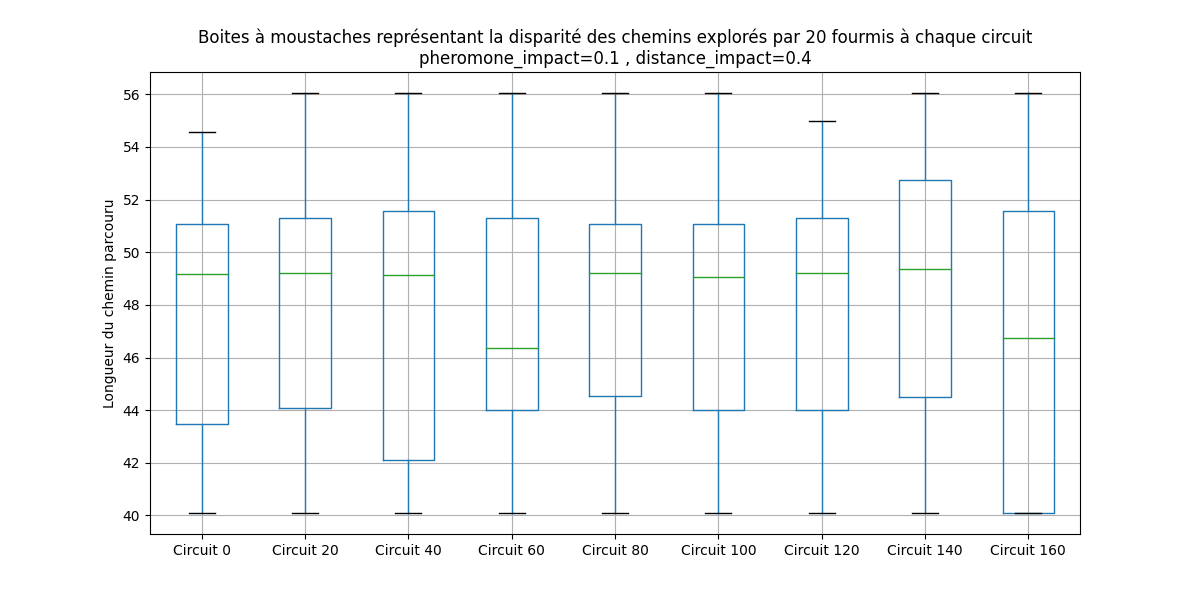 Boites à moustaches représentant la disparité des chemins explorés par 20 fourmis à chaque circuit
pheromone_impact=0.1 , distance_impact=0.4
Longueur du chemin parcouru
56
54
52
50
48
46
44
42
40
Circuit 0
Circuit 20
Circuit 40
Circuit 60
Circuit 80
Circuit 100
Circuit 120
Circuit 140
Circuit 160